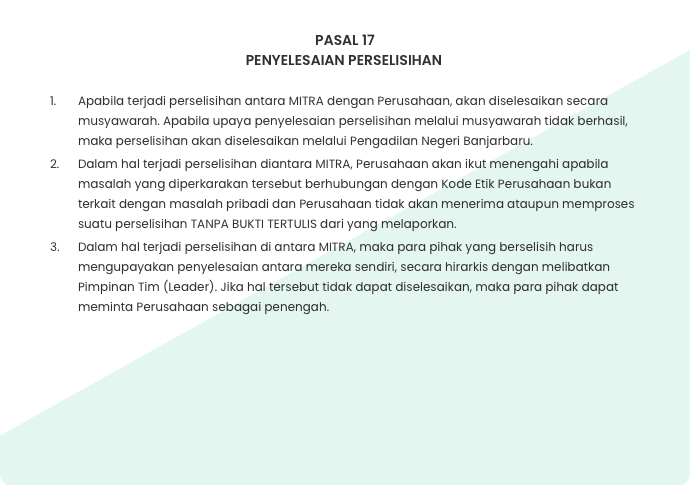 PASAL 17
PENYELESAIAN PERSELISIHAN
1. Apabila terjadi perselisihan antara MITRA dengan Perusahaan, akan diselesaikan secara
musyawarah. Apabila upaya penyelesaian perselisihan melalui musyawarah tidak berhasil,
maka perselisihan akan diselesaikan melalui Pengadilan Negeri Banjarbaru.
2. Dalam hal terjadi perselisihan diantara MITRA, Perusahaan akan ikut menengahi apabila
masalah yang diperkarakan tersebut berhubungan dengan Kode Etik Perusahaan bukan
terkait dengan masalah pribadi dan Perusahaan tidak akan menerima ataupun memproses
suatu perselisihan TANPA BUKTI TERTULIS dari yang melaporkan.
3. Dalam hal terjadi perselisihan di antara MITRA, maka para pihak yang berselisih harus
mengupayakan penyelesaian antara mereka sendiri, secara hirarkis dengan melibatkan
Pimpinan Tim (Leader). Jika hal tersebut tidak dapat diselesaikan, maka para pihak dapat
meminta Perusahaan sebagai penengah.